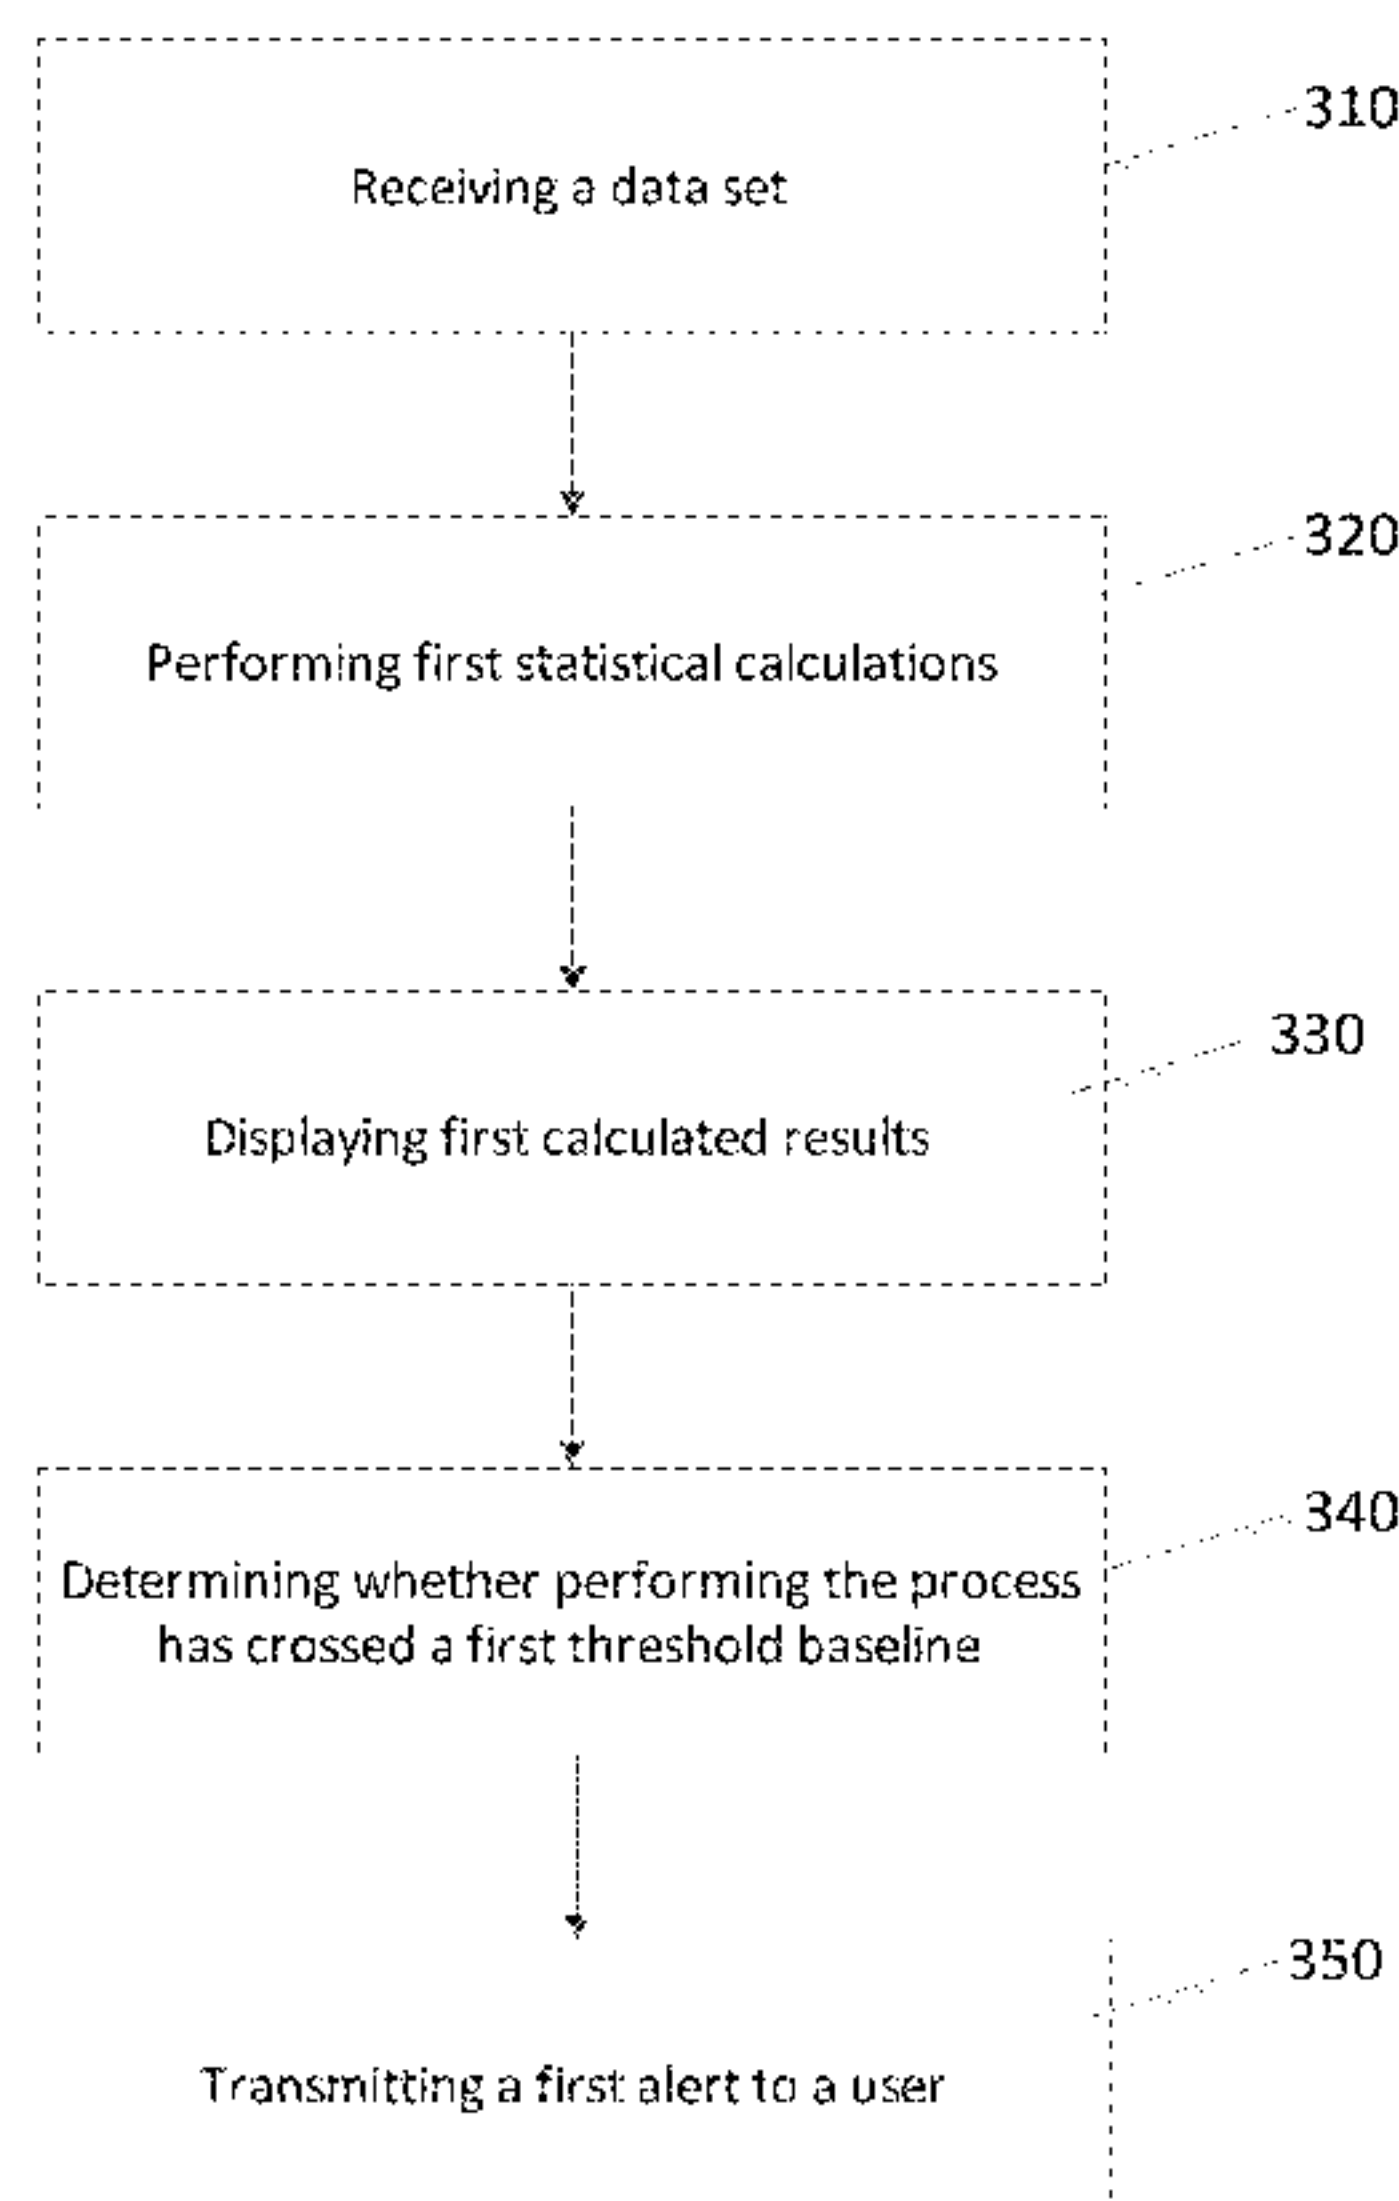 310
Receiving a data set
320
Performing first statistical calculations
330
Displaying first calculated results
340
Determining whether performing the process
has crossed a first threshold baseline
350
Transmitting a first alert to a user